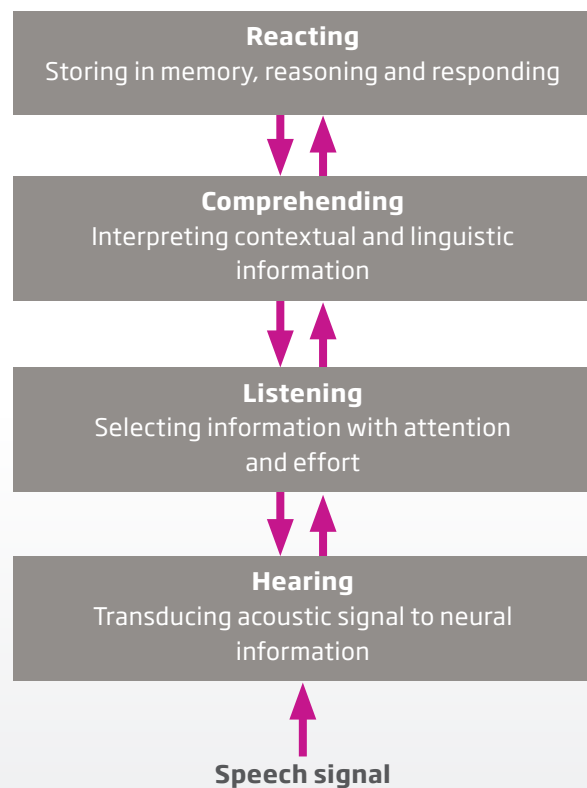 Reacting
Storing in memory, reasoning and responding
Comprehending
Interpreting contextual and linguistic
information
Listening
Selecting information with attention
and effort
Hearing
Transducing acoustic signal to neural
information
Speech signal